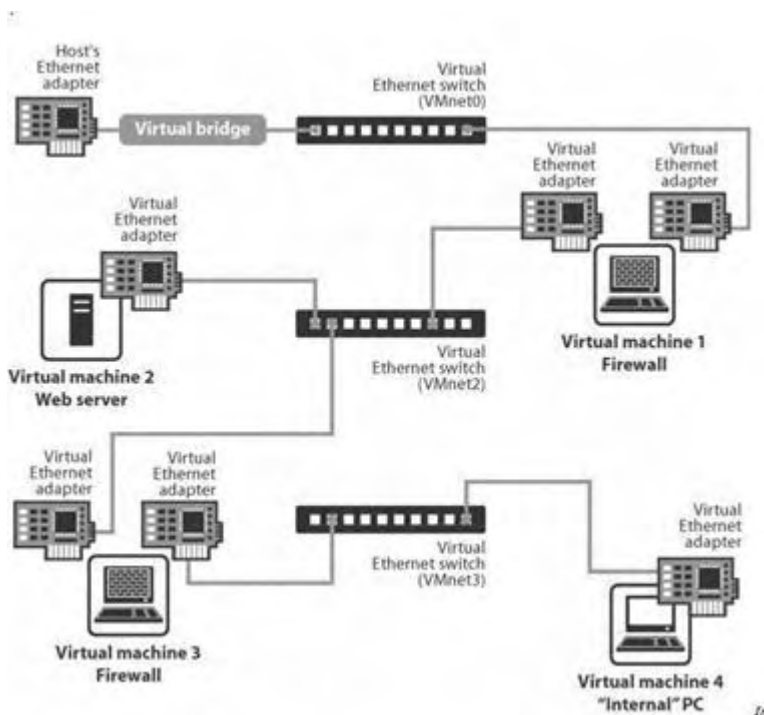 Host's
Ethernet
adapter
Virtual bridge
Virtual
Ethernet switch
(VMnet0)
Virtual
Ethernet
adapter
Virtual
Ethernet
adapter
Virtual machine 1
Firewall
Virtual
Ethernet
adapter
Virtual machine 2
Web server
Virtual
Ethernet switch
(VMnet2)
Virtual
Ethernet
adapter
Virtual
Ethernet
adapter
Virtual machine 3
Firewall
Virtual
Ethernet switch
(VMnet3)
Virtual
Ethernet
adapter
Virtual machine 4
"Internal" PC